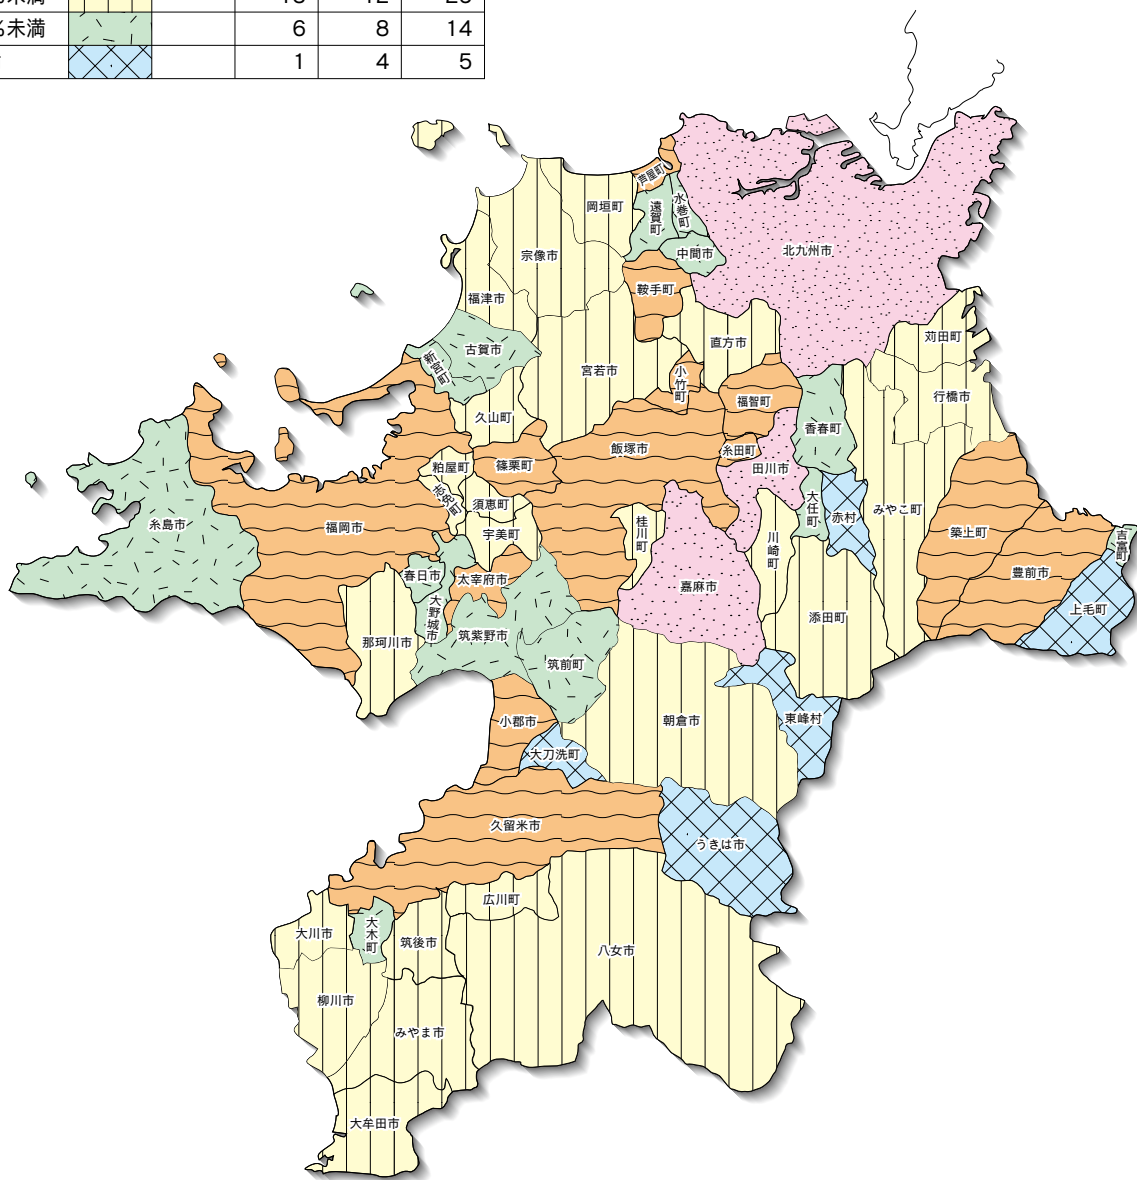 %未満 6 8 14
1 4 5
芦屋町
岡垣町
遠賀町
水巻町
北九州市
中間市
宗像市
鞍手町
福津市
苅田町
直方市
古賀市
新宮町
宮若市
小竹町
行橋市
福智町
久山町
香春町
飯塚市
糸田町
粕屋町
篠栗町
田川市
志免町
須恵町
大任町
みやこ町
赤村
糸島市
福岡市
宇美町
桂川町
川崎町
築上町
吉富町
春日市
太宰府市
豊前市
嘉麻市
上毛町
大野城市
添田町
筑紫野市
那珂川市
筑前町
小郡市
朝倉市
東峰村
大刀洗町
久留米市
うきは市
広川町
大川市
大木町
筑後市
八女市
柳川市
みやま市
大牟田市